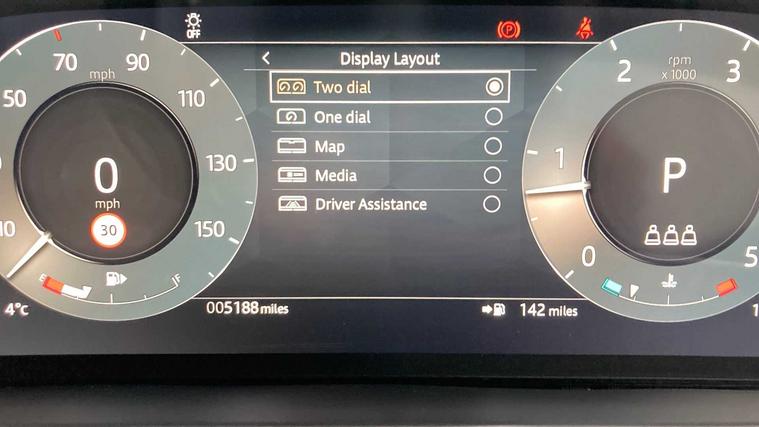 OFF
P
Display Layout
Two dial
One dial
Map
Media
Driver Assistance
50
70
90
110
130
150
10
mph
0
mph
30
E
F
4°C
005188 miles
142 miles
rpm
x 1000
0
1
2
3
5
P
1